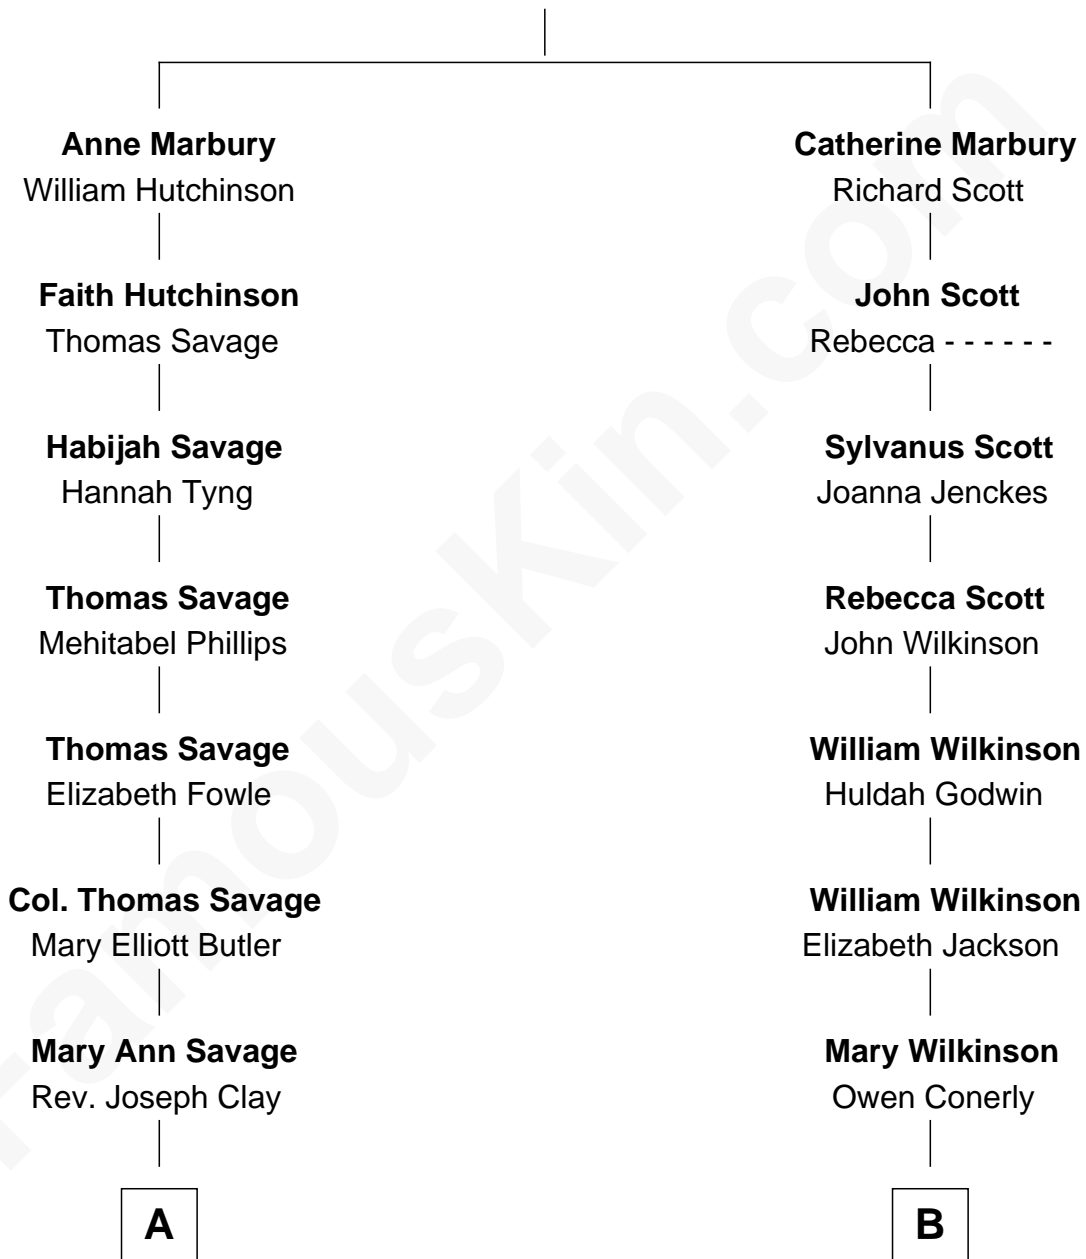 Anne Marbury
William Hutchinson
Faith Hutchinson
Thomas Savage
Habijah Savage
Hannah Tyng
Thomas Savage
Mehitabel Phillips
Thomas Savage
Elizabeth Fowle
Col. Thomas Savage
Mary Elliott Butler
Mary Ann Savage
Rev. Joseph Clay
A
Catherine Marbury
Richard Scott
John Scott
Rebecca - - - - - -
Sylvanus Scott
Joanna Jenckes
Rebecca Scott
John Wilkinson
William Wilkinson
Huldah Godwin
William Wilkinson
Elizabeth Jackson
Mary Wilkinson
Owen Conerly
B
FamousKin.com